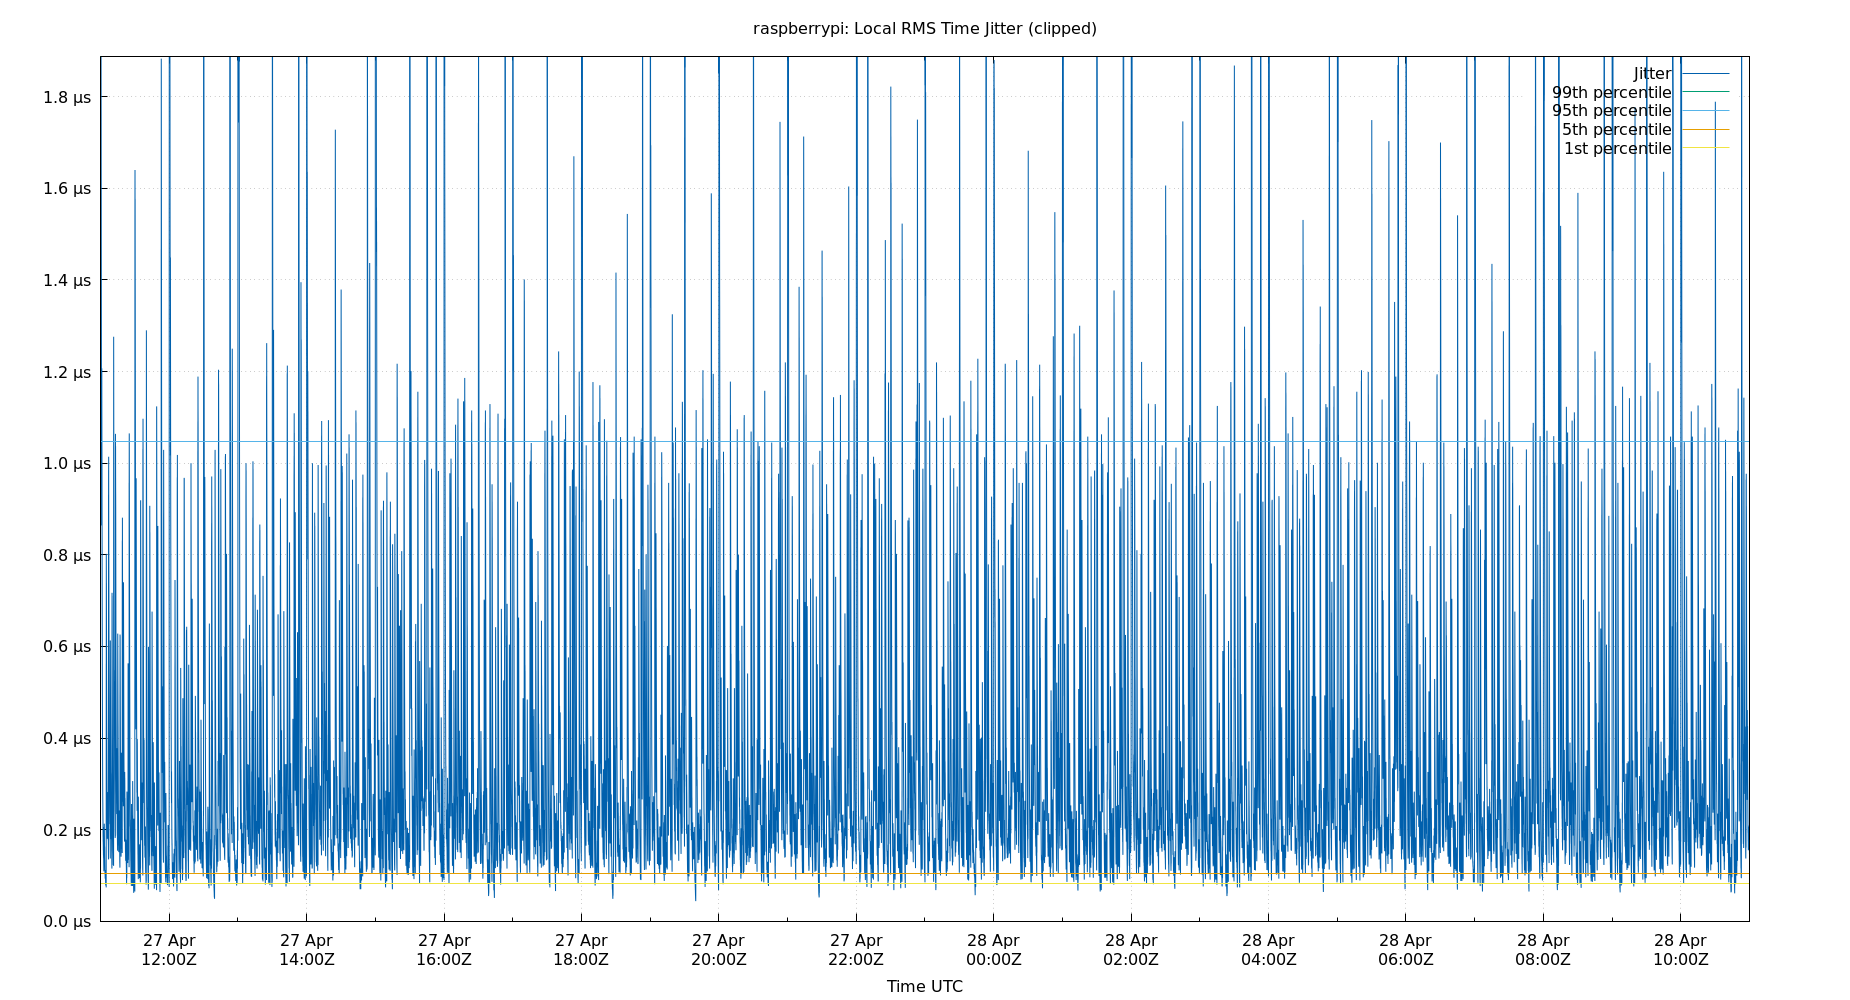 raspberrypi: Local RMS Time Jitter (clipped)
Jitter
99th percentile
95th percentile
5th percentile
1st percentile
1.8 µs
1.6 µs
1.4 µs
1.2 µs
1.0 µs
0.8 µs
0.6 µs
0.4 µs
0.2 µs
0.0 µs
27 Apr 27 Apr 27 Apr 27 Apr 27 Apr 27 Apr 28 Apr 28 Apr 28 Apr 28 Apr 28 Apr 28 Apr
12:00Z 14:00Z 16:00Z 18:00Z 20:00Z 22:00Z 00:00Z 02:00Z 04:00Z 06:00Z 08:00Z 10:00Z
Time UTC